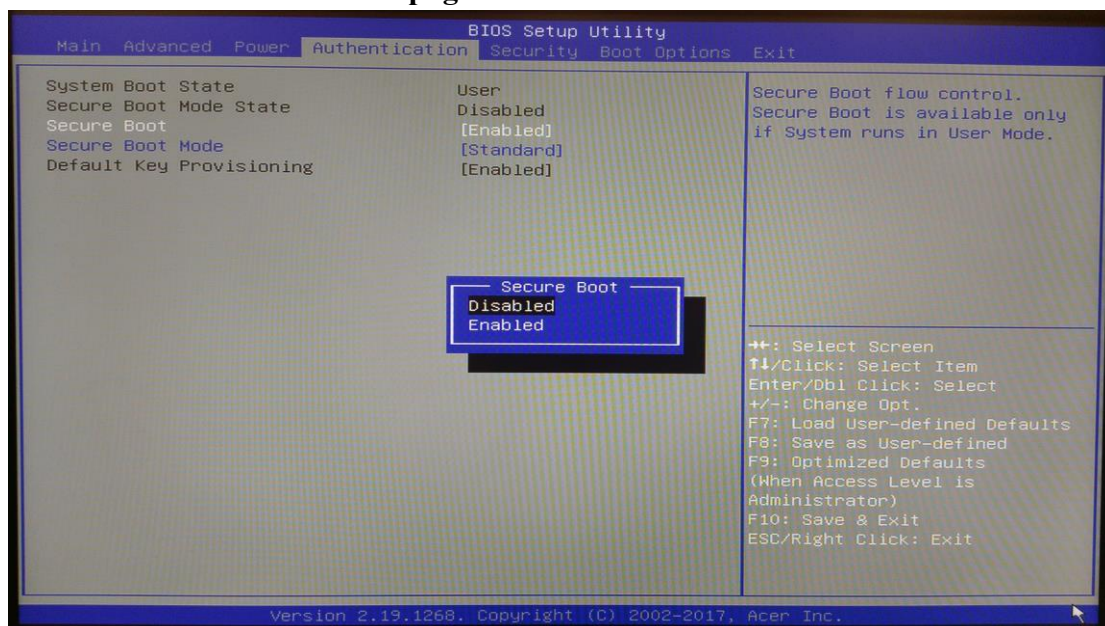 BIOS Setup Utility
Main Advanced Power Authentication Security Boot Options Exit
System Boot State User
Secure Boot Mode State Disabled
Secure Boot [Enabled]
Secure Boot Mode [Standard]
Default Key Provisioning [Enabled]
Secure Boot flow control.
Secure Boot is available only
if System runs in User Mode.
Secure Boot
Disabled
Enabled
→←: Select Screen
↑↓/Click: Select Item
Enter/Dbl Click: Select
+/-: Change Opt.
F7: Load User-defined Defaults
F8: Save as User-defined
F9: Optimized Defaults
(When Access Level is
Administrator)
F10: Save & Exit
ESC/Right Click: Exit
Version 2.19.1268. Copyright (C) 2002-2017, Acer Inc.